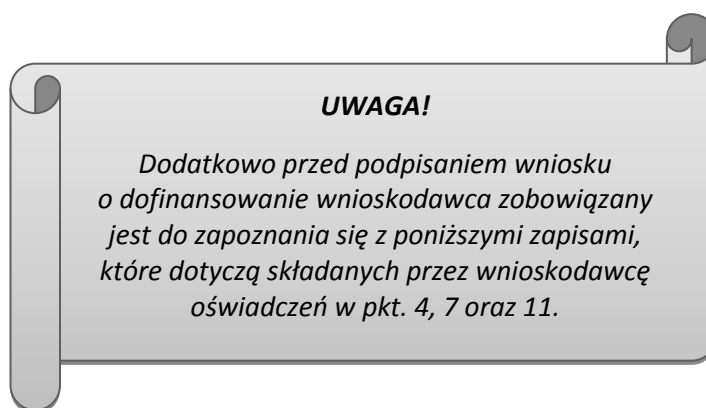 UWAGA!
Dodatkowo przed podpisaniem wniosku
o dofinansowanie wnioskodawca zobowiązany
jest do zapoznania się z poniższymi zapisami,
które dotyczą składanych przez wnioskodawcę
oświadczeń w pkt. 4, 7 oraz 11.